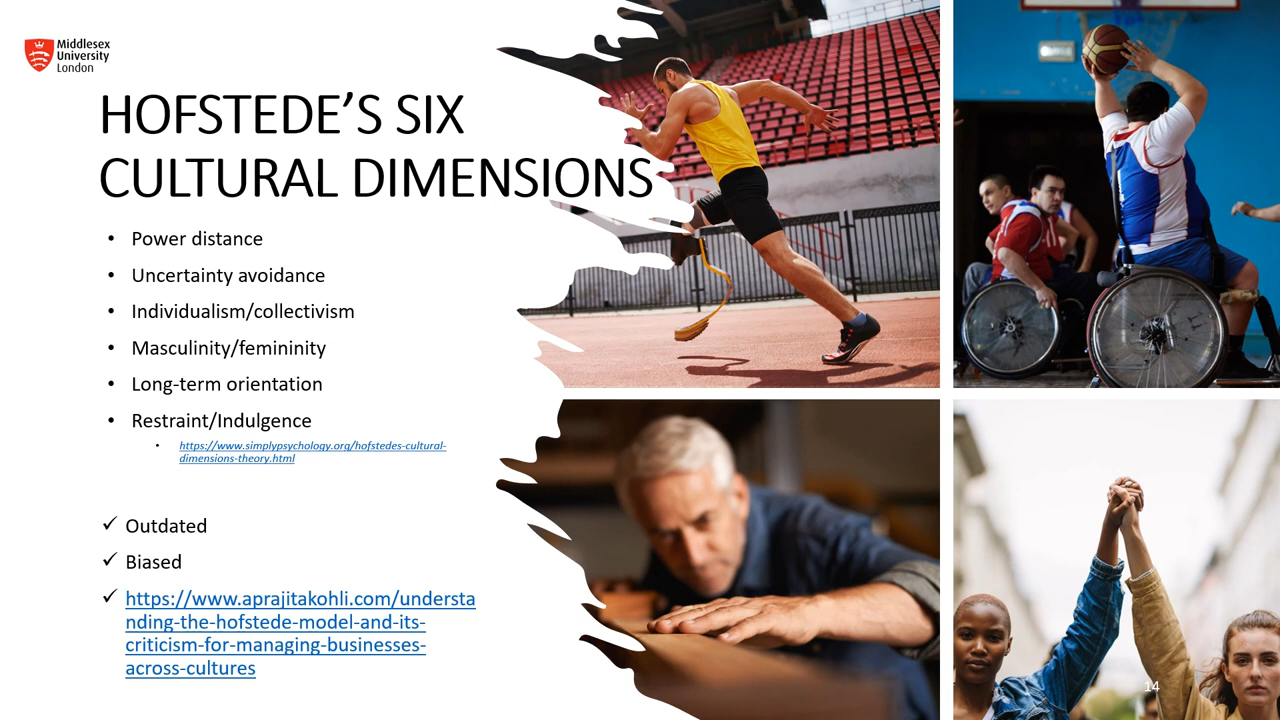 Middlesex
University
London
HOFSTEDE’S SIX
CULTURAL DIMENSIONS
• Power distance
• Uncertainty avoidance
• Individualism/collectivism
• Masculinity/femininity
• Long-term orientation
• Restraint/Indulgence
• https://www.simplypsychology.org/hofstedes-cultural-
dimensions-theory.html
✓ Outdated
✓ Biased
✓ https://www.aprajitakohli.com/understa
nding-the-hofstede-model-and-its-
criticism-for-managing-businesses-
across-cultures
14